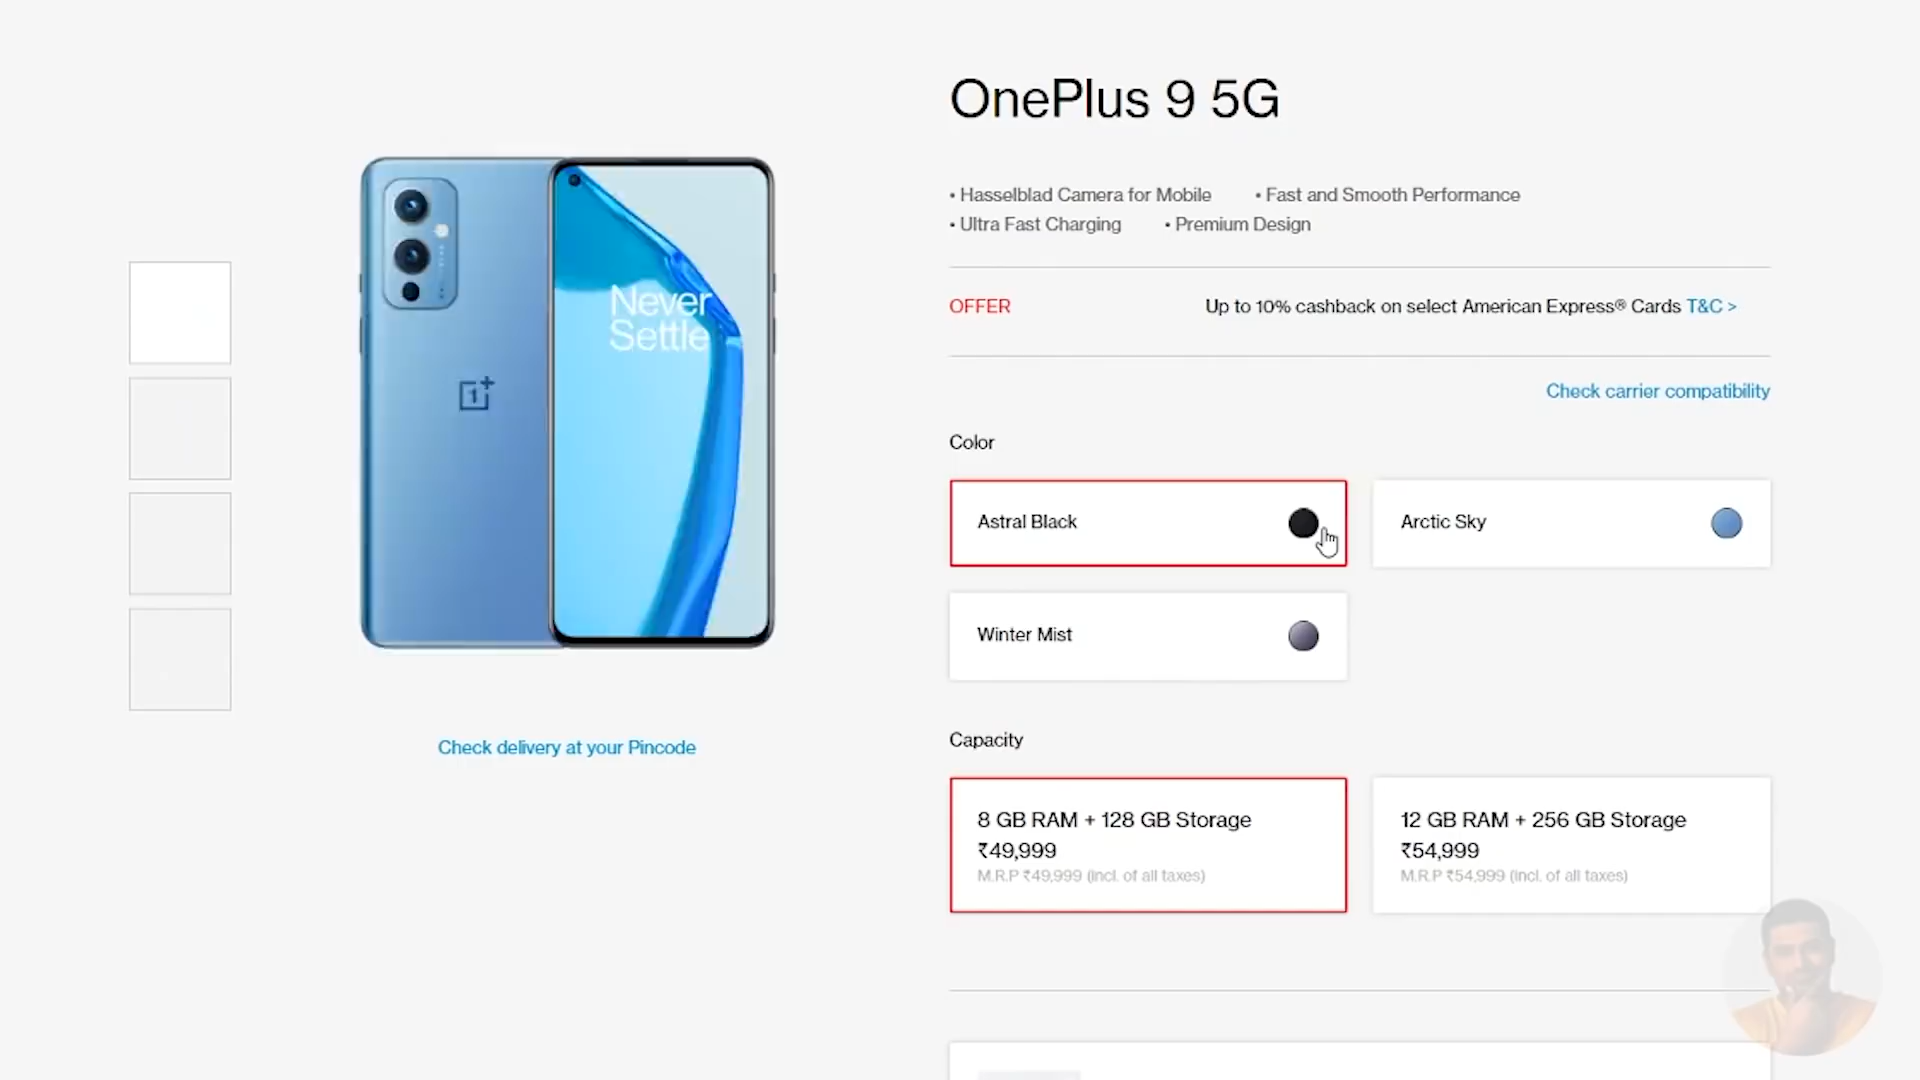 OnePlus 9 5G
• Hasselblad Camera for Mobile • Fast and Smooth Performance
• Ultra Fast Charging • Premium Design
OFFER Up to 10% cashback on select American Express® Cards T&C >
Check carrier compatibility
Color
Astral Black Arctic Sky
Winter Mist
Capacity
8 GB RAM + 128 GB Storage
₹49,999
M.R.P ₹49,999 (incl. of all taxes)
12 GB RAM + 256 GB Storage
₹54,999
M.R.P ₹54,999 (incl. of all taxes)
Never
Settle
Check delivery at your Pincode